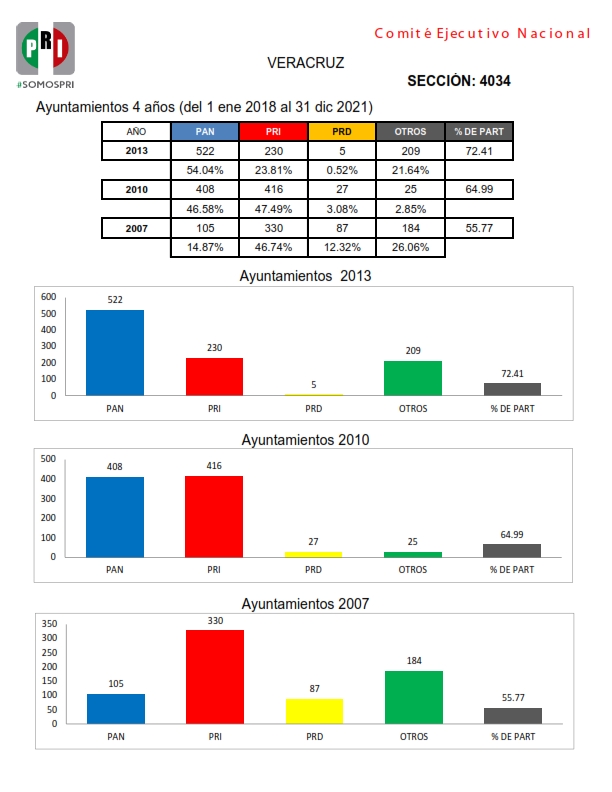 Comité Ejecutivo Nacional
PRI
#SOMOSPRI
VERACRUZ
SECCIÓN: 4034
Ayuntamientos 4 años (del 1 ene 2018 al 31 dic 2021)
AÑO PAN PRI PRD OTROS % DE PART
2013 522 230 5 209 72.41
54.04% 23.81% 0.52% 21.64%
2010 408 416 27 25 64.99
46.58% 47.49% 3.08% 2.85%
2007 105 330 87 184 55.77
14.87% 46.74% 12.32% 26.06%
Ayuntamientos 2013
600
500
400
300
200
100
0
522 230 5 209 72.41
PAN PRI PRD OTROS % DE PART
Ayuntamientos 2010
500
400
300
200
100
0
408 416 27 25 64.99
PAN PRI PRD OTROS % DE PART
Ayuntamientos 2007
350
300
250
200
150
100
50
0
105 330 87 184 55.77
PAN PRI PRD OTROS % DE PART